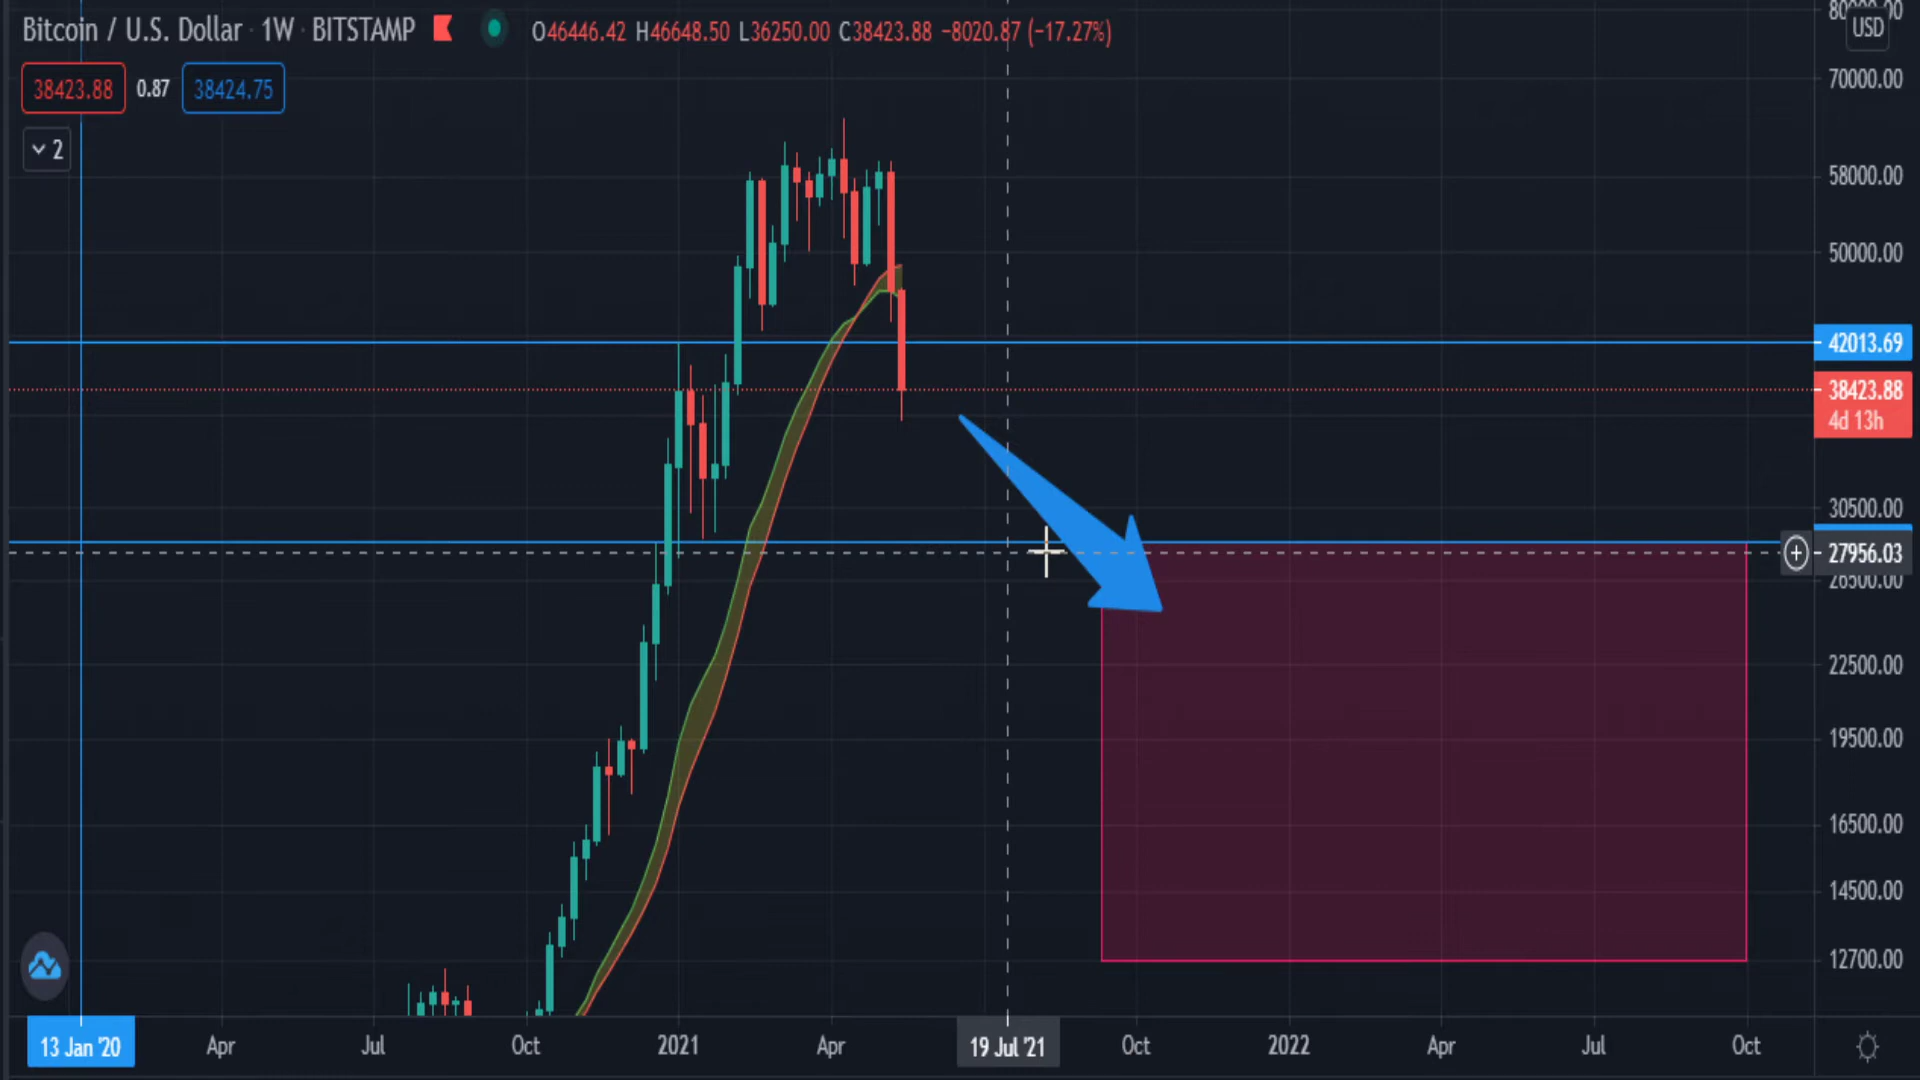 Bitcoin / U.S. Dollar · 1W · BITSTAMP O46446.42 H46648.50 L36250.00 C38423.88 −8020.87 (−17.27%)
USD
38423.88 0.87 38424.75
2
70000.00
58000.00
50000.00
42013.69
38423.88
4d 13h
30500.00
27956.03
26500.00
22500.00
19500.00
16500.00
14500.00
12700.00
13 Jan '20 Apr Jul Oct 2021 Apr 19 Jul '21 Oct 2022 Apr Jul Oct